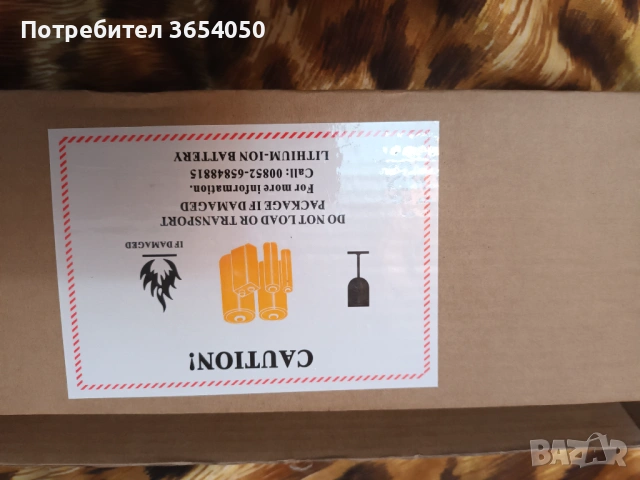 Потребител 3654050
CAUTION!
IF DAMAGED
DO NOT LOAD OR TRANSPORT
PACKAGE IF DAMAGED
For more information.
Call: 00852-65848815
LITHIUM-ION BATTERY
BAZAR